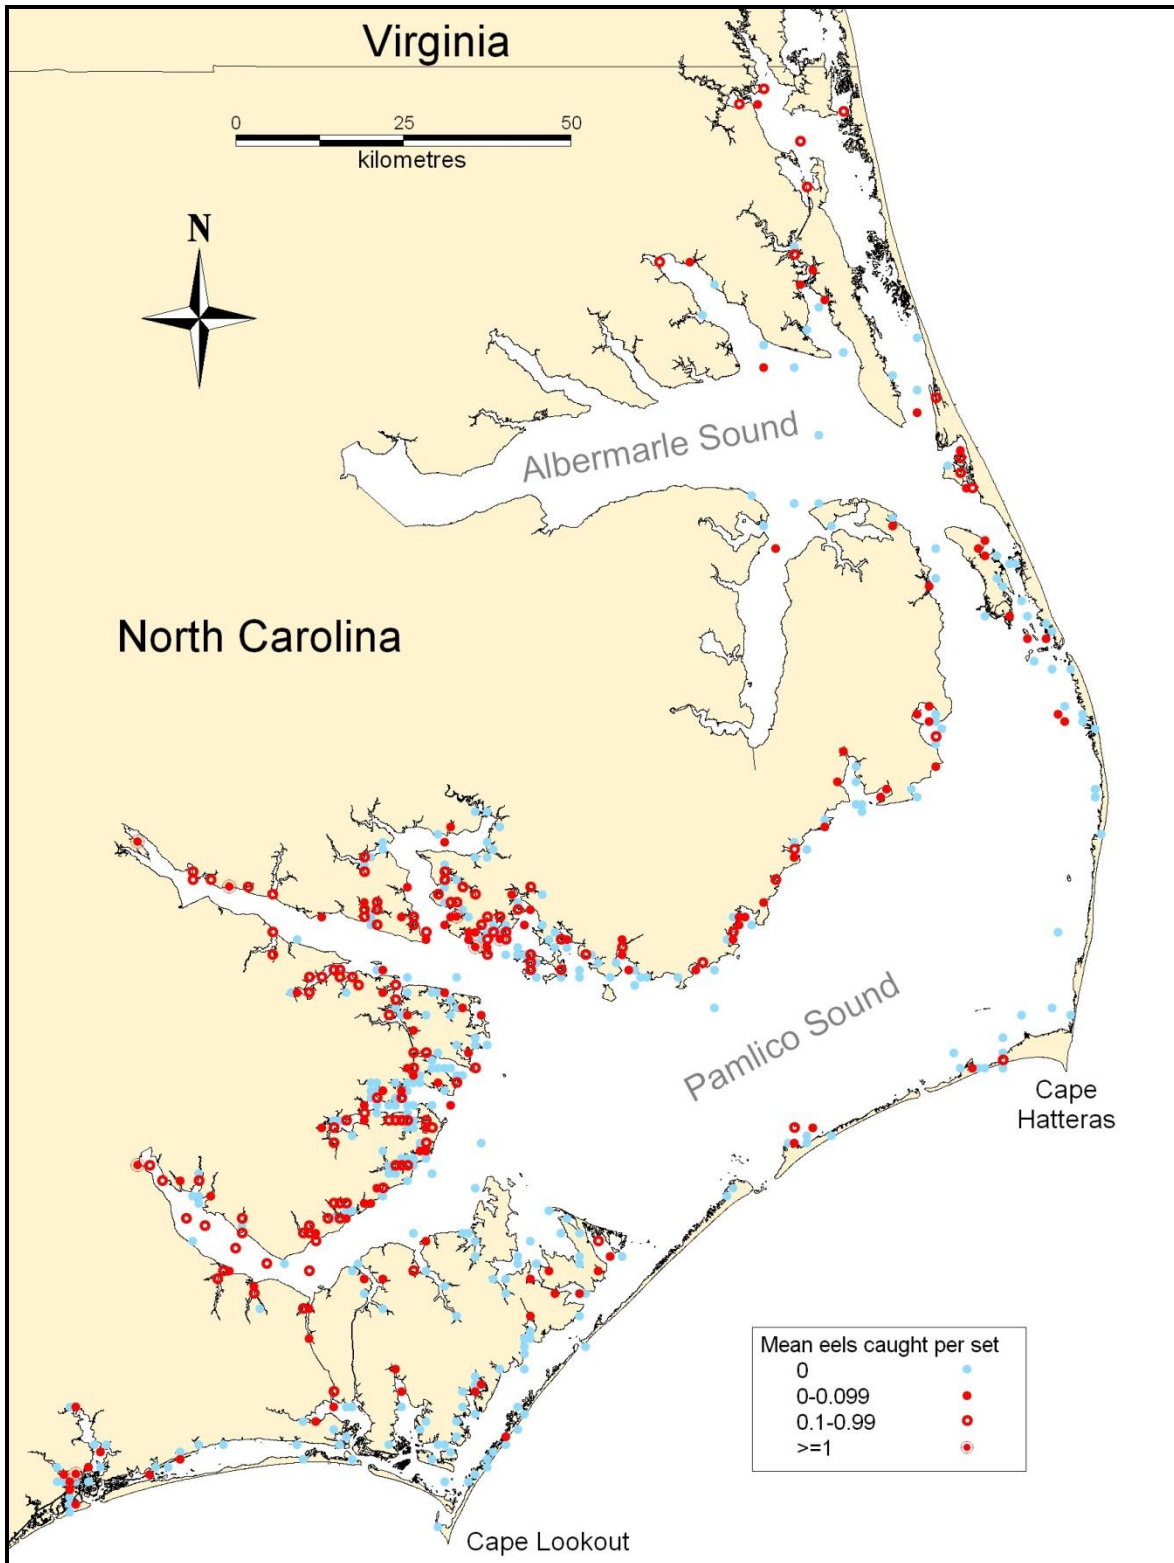 Virginia
0 25 50
kilometres
N
Albermarle Sound
North Carolina
Pamlico Sound
Cape
Hatteras
Mean eels caught per set
0
0-0.099
0.1-0.99
>=1
Cape Lookout